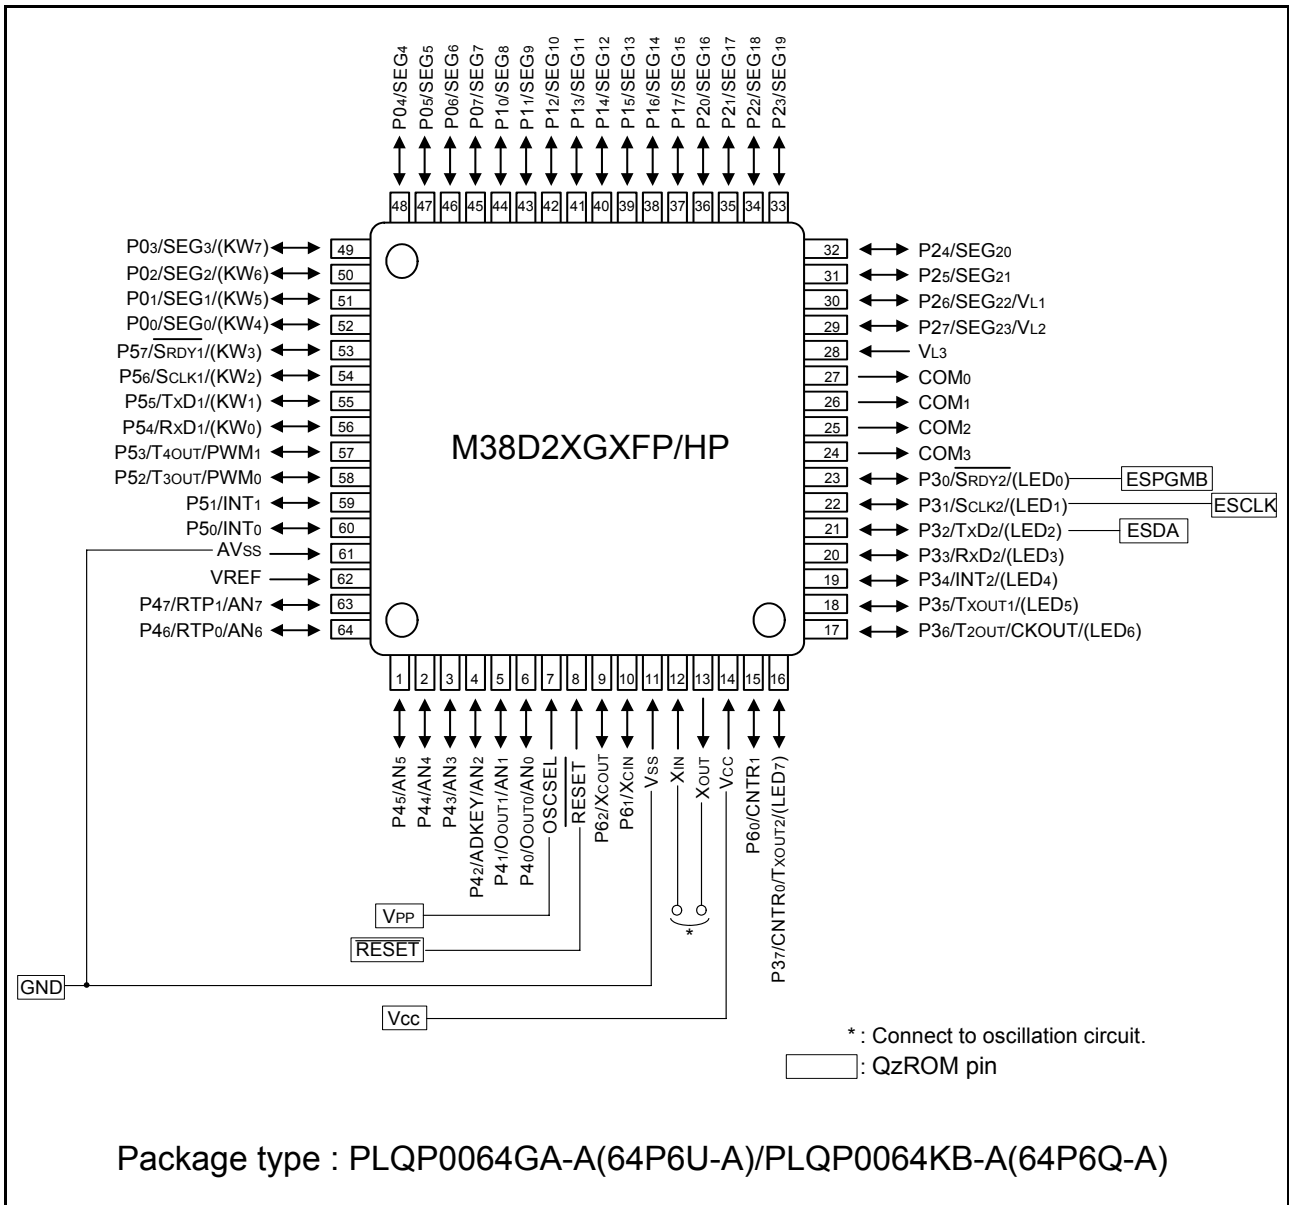 P04/SEG4
P05/SEG5
P06/SEG6
P07/SEG7
P10/SEG8
P11/SEG9
P12/SEG10
P13/SEG11
P14/SEG12
P15/SEG13
P16/SEG14
P17/SEG15
P20/SEG16
P21/SEG17
P22/SEG18
P23/SEG19
48 47 46 45 44 43 42 41 40 39 38 37 36 35 34 33
P03/SEG3/(KW7) 49
P02/SEG2/(KW6) 50
P01/SEG1/(KW5) 51
P00/SEG0/(KW4) 52
P57/SRDY1/(KW3) 53
P56/SCLK1/(KW2) 54
P55/TxD1/(KW1) 55
P54/RxD1/(KW0) 56
P53/T4OUT/PWM1 57
P52/T3OUT/PWM0 58
P51/INT1 59
P50/INT0 60
AVSS 61
VREF 62
P47/RTP1/AN7 63
P46/RTP0/AN6 64
M38D2XGXFP/HP
32 P24/SEG20
31 P25/SEG21
30 P26/SEG22/VL1
29 P27/SEG23/VL2
28 VL3
27 COM0
26 COM1
25 COM2
24 COM3
23 P30/SRDY2/(LED0) ESPGMB
22 P31/SCLK2/(LED1) ESCLK
21 P32/TxD2/(LED2) ESDA
20 P33/RxD2/(LED3)
19 P34/INT2/(LED4)
18 P35/TXOUT1/(LED5)
17 P36/T2OUT/CKOUT/(LED6)
1 2 3 4 5 6 7 8 9 10 11 12 13 14 15 16
P45/AN5
P44/AN4
P43/AN3
P42/ADKEY/AN2
P41/OOUT1/AN1
P40/OOUT0/AN0
OSCSEL
RESET
P62/XCOUT
P61/XCIN
VSS
XIN
XOUT
VCC
P60/CNTR1
P37/CNTR0/TXOUT2/(LED7)
VPP
*
RESET
GND
Vcc
* : Connect to oscillation circuit.
: QzROM pin
Package type : PLQP0064GA-A(64P6U-A)/PLQP0064KB-A(64P6Q-A)